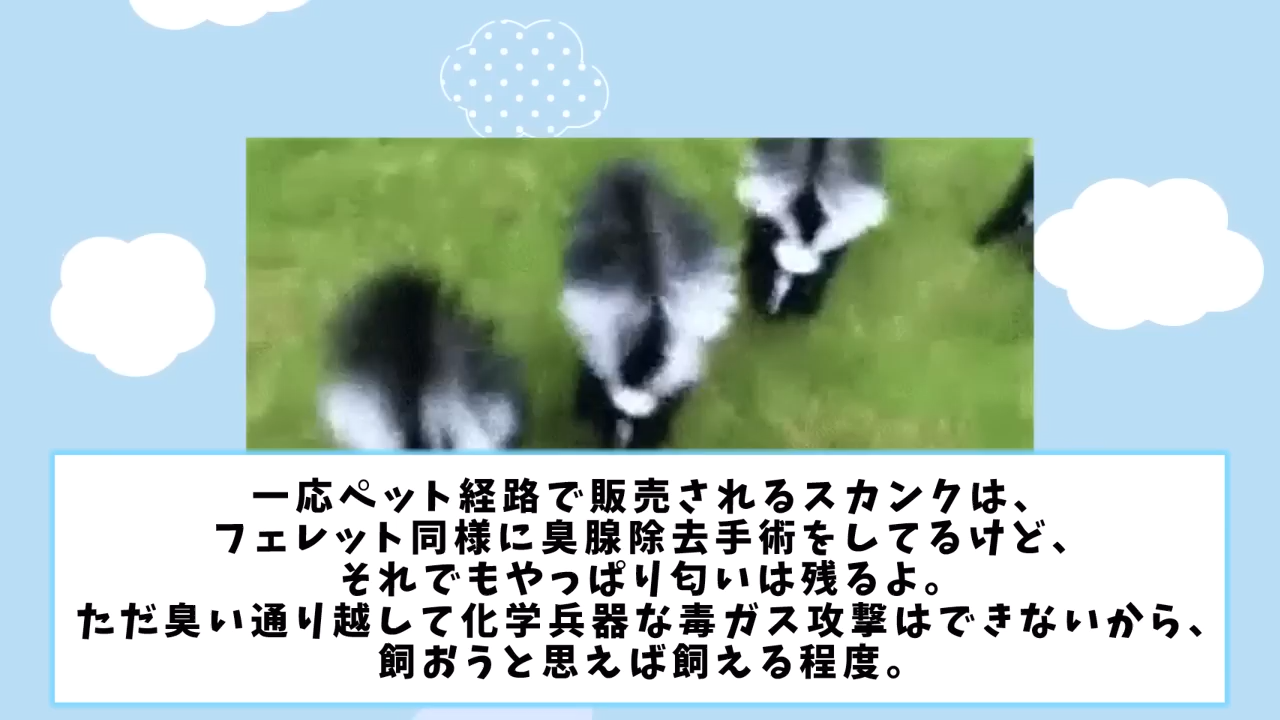 一応ペット経路で販売されるスカンクは、
フェレット同様に臭腺除去手術をしてるけど、
それでもやっぱり匂いは残るよ。
ただ臭い通り越して化学兵器な毒ガス攻撃はできないから、
飼おうと思えば飼える程度。